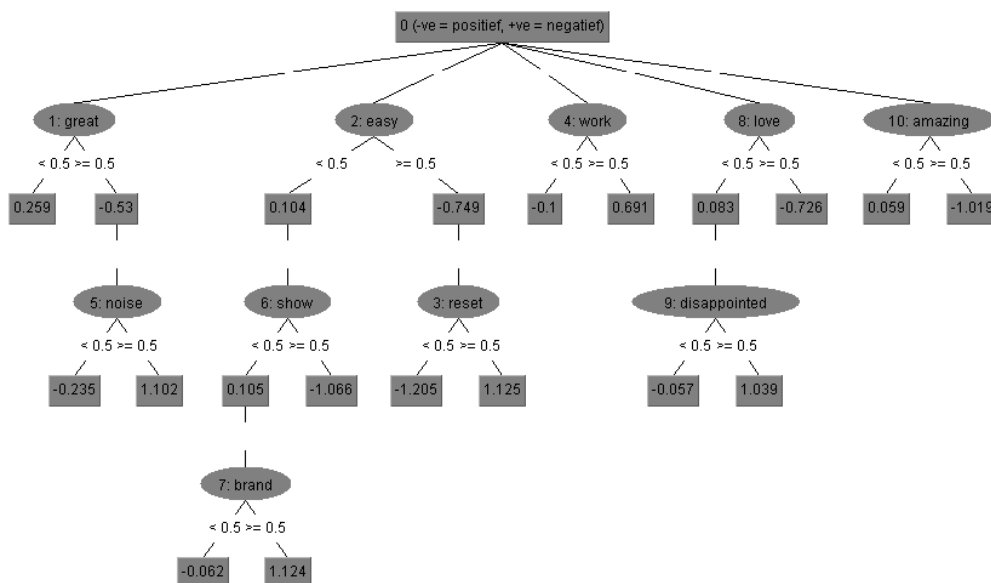 0 (-ve = positief, +ve = negatief)
1: great
2: easy
4: work
8: love
10: amazing
< 0.5 >= 0.5
< 0.5 >= 0.5
< 0.5 >= 0.5
< 0.5 >= 0.5
< 0.5 >= 0.5
0.259
-0.53
0.104
-0.749
-0.1
0.691
0.083
-0.726
0.059
-1.019
5: noise
6: show
3: reset
9: disappointed
< 0.5 >= 0.5
< 0.5 >= 0.5
< 0.5 >= 0.5
< 0.5 >= 0.5
-0.235
1.102
0.105
-1.066
-1.205
1.125
-0.057
1.039
7: brand
< 0.5 >= 0.5
-0.062
1.124